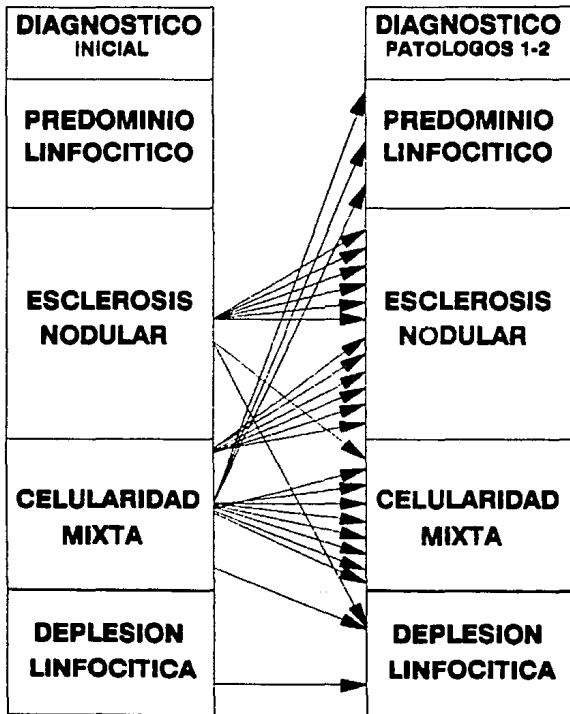 DIAGNOSTICO
INICIAL
PREDOMINIO
LINFOCITICO
ESCLEROSIS
NODULAR
CELULARIDAD
MIXTA
DEPLESION
LINFOCITICA
DIAGNOSTICO
PATOLOGOS 1-2
PREDOMINIO
LINFOCITICO
ESCLEROSIS
NODULAR
CELULARIDAD
MIXTA
DEPLESION
LINFOCITICA